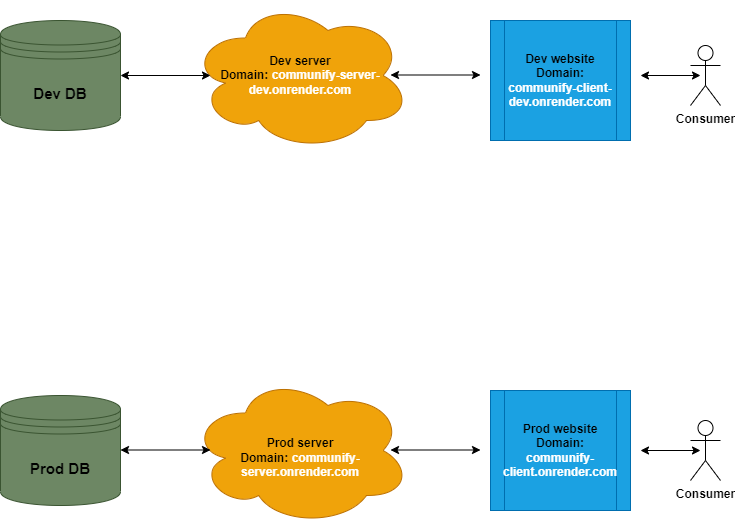 Dev DB
Dev server
Domain: communify-server-
dev.onrender.com
Dev website
Domain:
communify-client-
dev.onrender.com
Consumer
Prod DB
Prod server
Domain: communify-
server.onrender.com
Prod website
Domain:
communify-
client.onrender.com
Consumer